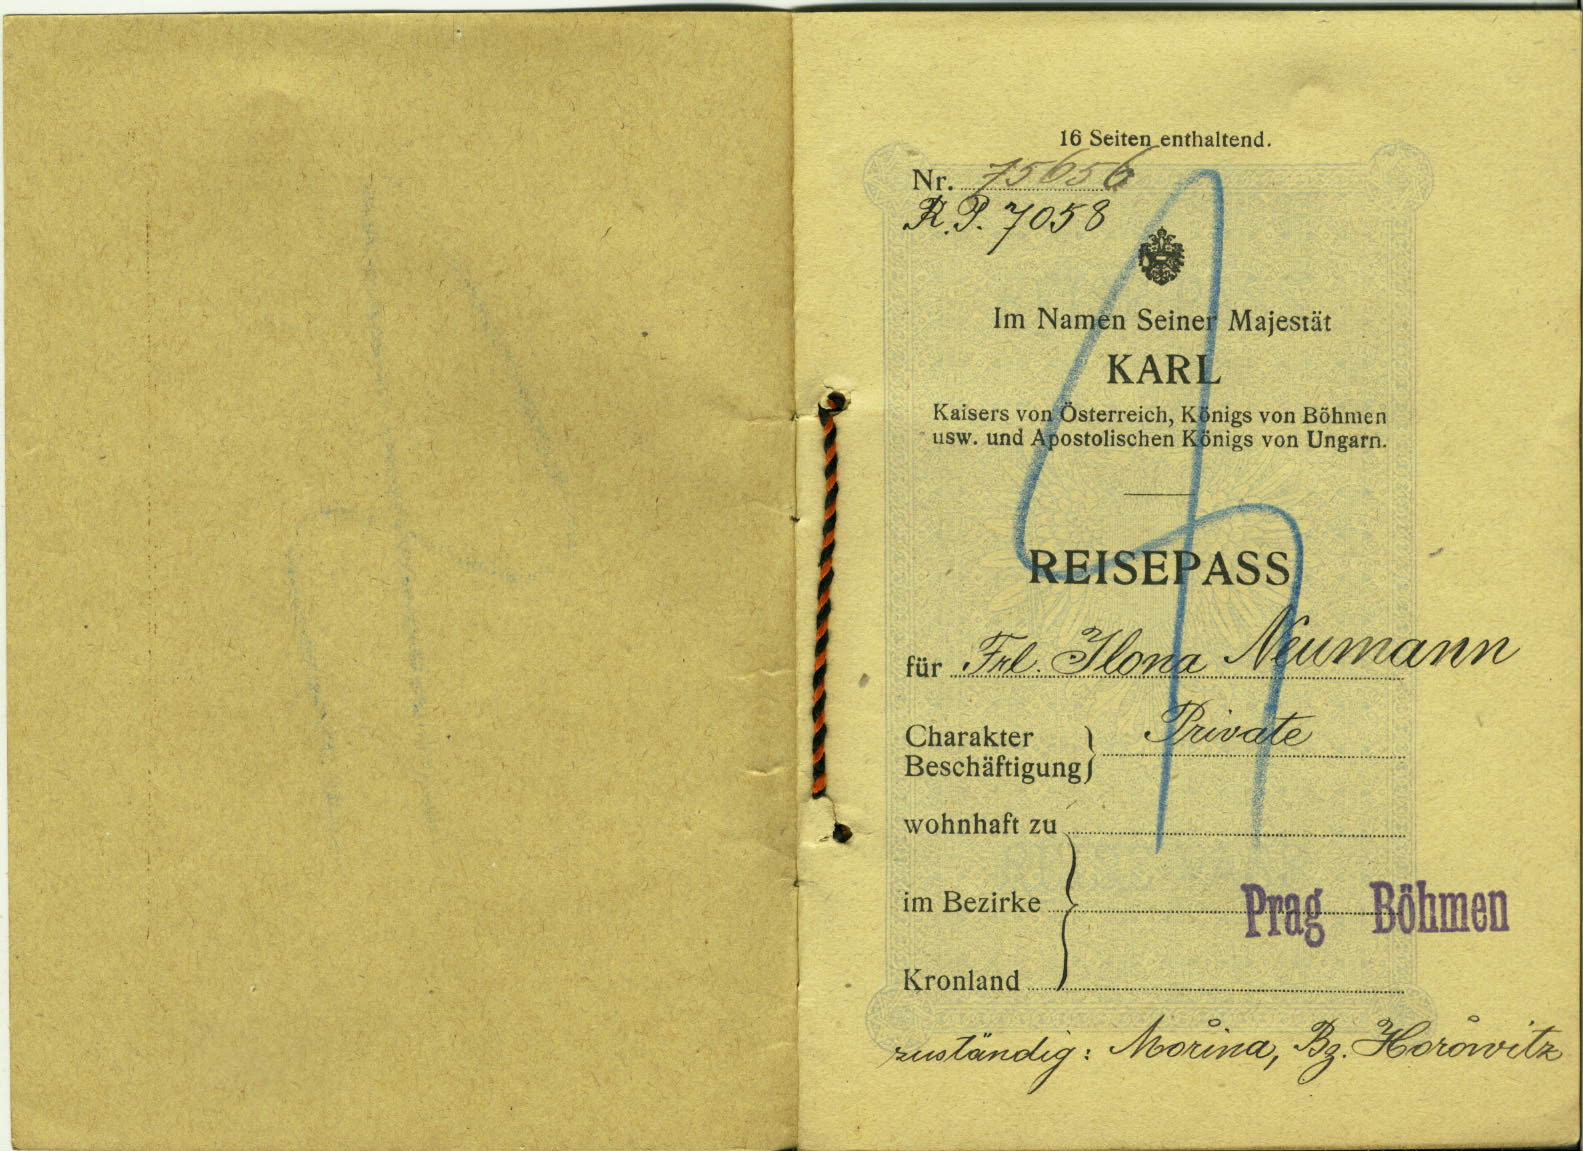 16 Seiten enthaltend.
Nr. 75656
R. P. 7058
Im Namen Seiner Majestät
KARL
Kaisers von Österreich, Königs von Böhmen
usw. und Apostolischen Königs von Ungarn.
REISEPASS
für Frl. Ilona Neumann
Charakter
Beschäftigung
Private
wohnhaft zu
im Bezirke
Prag Böhmen
Kronland
zuständig: Mořina, Bz. Hořowitz